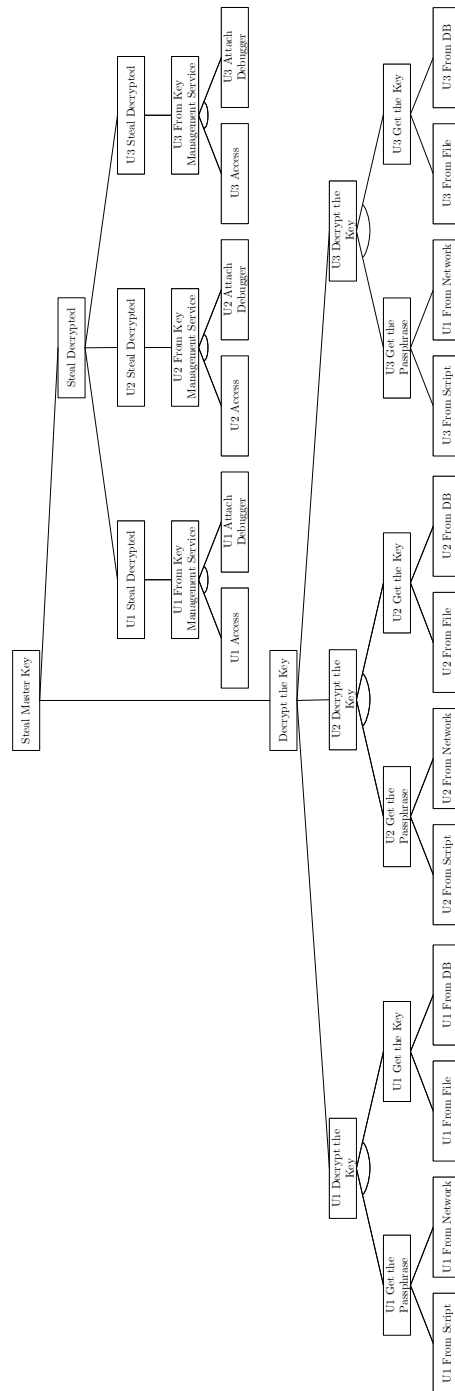 Steal Master Key
Steal Decrypted
U1 Steal Decrypted
U2 Steal Decrypted
U3 Steal Decrypted
U1 From Key
Management Service
U2 From Key
Management Service
U3 From Key
Management Service
U1 Access
U1 Attach
Debugger
U2 Access
U2 Attach
Debugger
U3 Access
U3 Attach
Debugger
Decrypt the Key
U1 Decrypt the
Key
U2 Decrypt the
Key
U3 Decrypt the
Key
U1 Get the
Passphrase
U1 Get the Key
U2 Get the
Passphrase
U2 Get the Key
U3 Get the
Passphrase
U3 Get the Key
U1 From Script
U1 From Network
U1 From File
U1 From DB
U2 From Script
U2 From Network
U2 From File
U2 From DB
U3 From Script
U1 From Network
U3 From File
U3 From DB